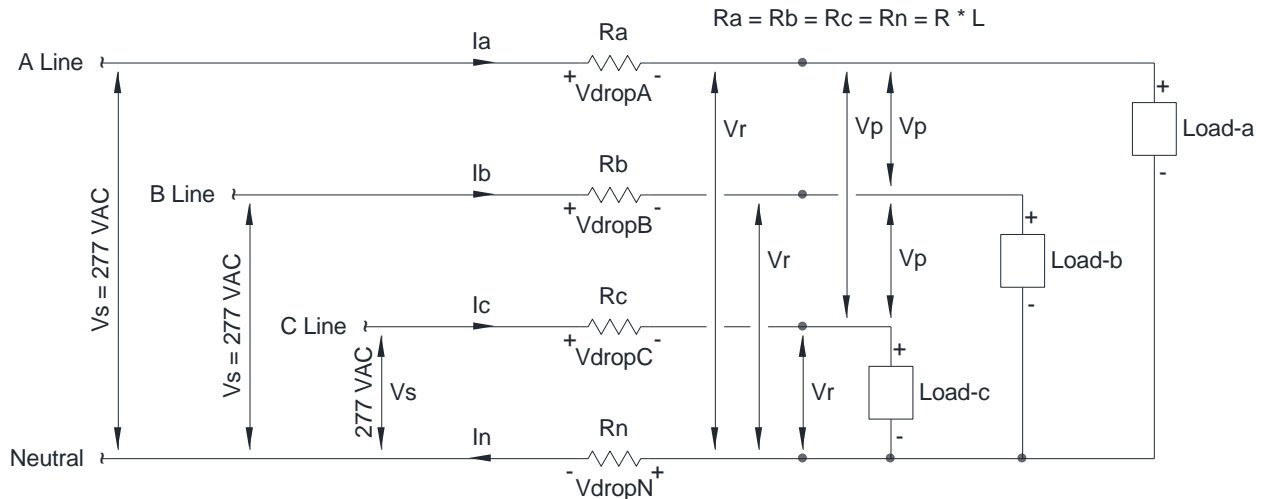 Ra = Rb = Rc = Rn = R * L
A Line
Ia
Ra
+ VdropA -
Vr
Vp
Vp
+
Load-a
-
Vs = 277 VAC
B Line
Ib
Rb
+ VdropB -
Vr
Vp
+
Load-b
-
Vs = 277 VAC
C Line
Ic
Rc
+ VdropC -
Vr
+
Load-c
-
277 VAC
Vs
Neutral
In
Rn
- VdropN +